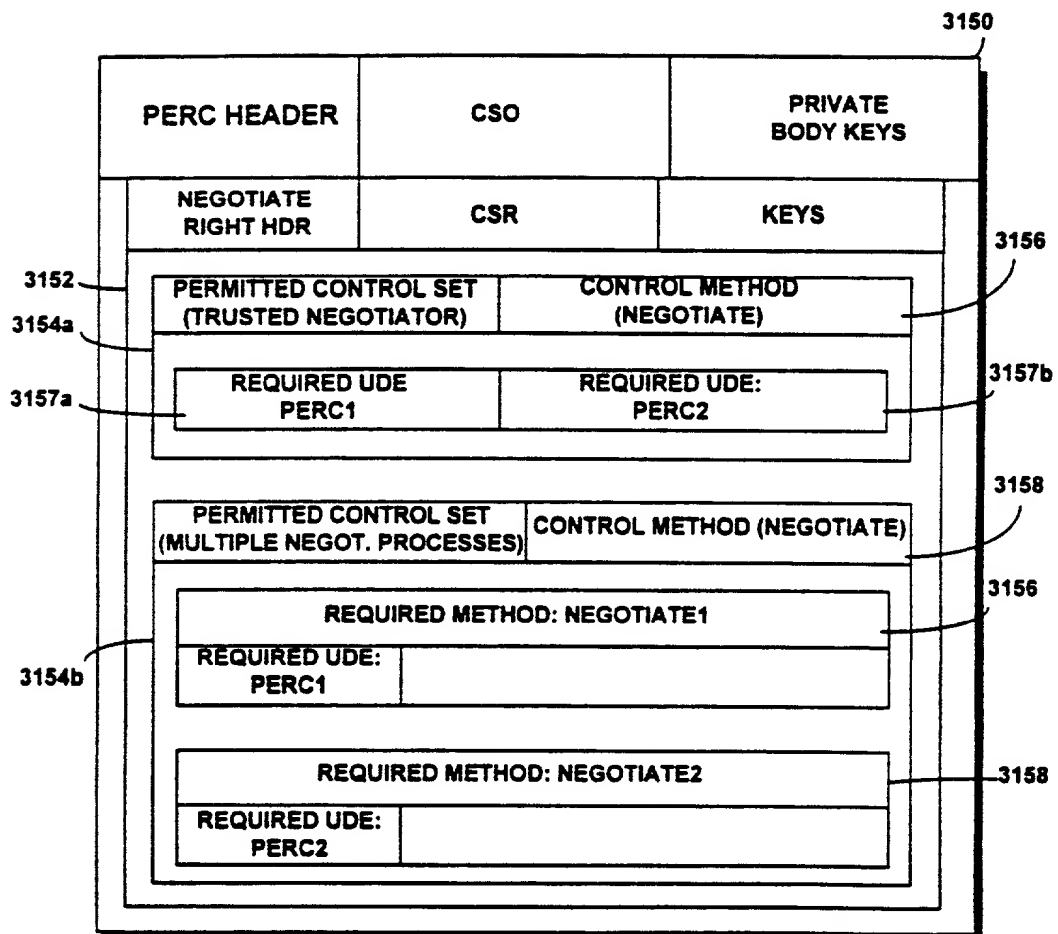 3150
PERC HEADER
CSO
PRIVATE
BODY KEYS
NEGOTIATE
RIGHT HDR
CSR
KEYS
3156
3152
PERMITTED CONTROL SET
(TRUSTED NEGOTIATOR)
CONTROL METHOD
(NEGOTIATE)
3154a
REQUIRED UDE
PERC1
REQUIRED UDE:
PERC2
3157b
3157a
3158
PERMITTED CONTROL SET
(MULTIPLE NEGOT. PROCESSES)
CONTROL METHOD (NEGOTIATE)
3156
REQUIRED METHOD: NEGOTIATE1
REQUIRED UDE:
PERC1
3154b
REQUIRED METHOD: NEGOTIATE2
3158
REQUIRED UDE:
PERC2